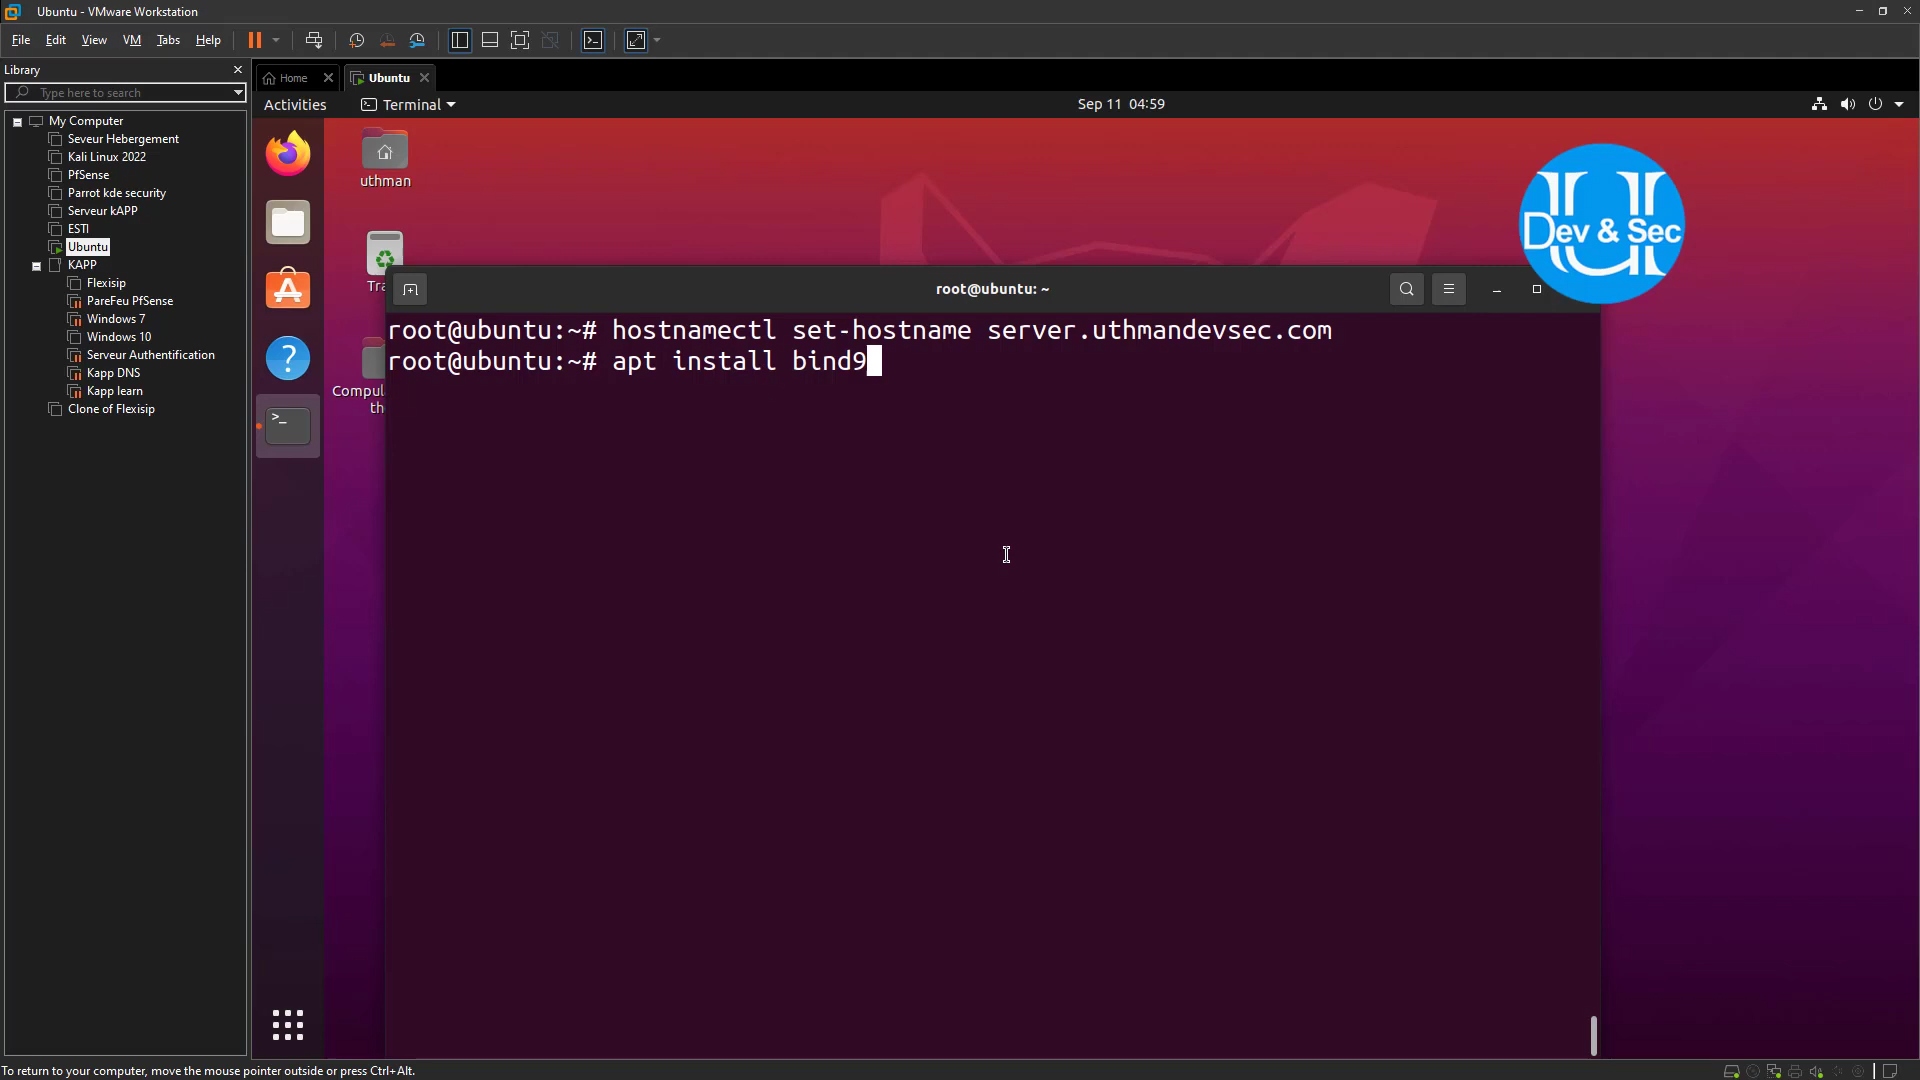 Ubuntu - VMware Workstation
File Edit View VM Tabs Help
Library
Type here to search
My Computer
Seveur Hebergement
Kali Linux 2022
PfSense
Parrot kde security
Serveur kAPP
ESTI
Ubuntu
KAPP
Flexisip
PareFeu PfSense
Windows 7
Windows 10
Serveur Authentification
Kapp DNS
Kapp learn
Clone of Flexisip
Home
Ubuntu
Activities
Terminal
Sep 11 04:59
uthman
Tra
Compu
th
U
Dev & Sec
root@ubuntu: ~
root@ubuntu:~# hostnamectl set-hostname server.uthmandevsec.com
root@ubuntu:~# apt install bind9
To return to your computer, move the mouse pointer outside or press Ctrl+Alt.